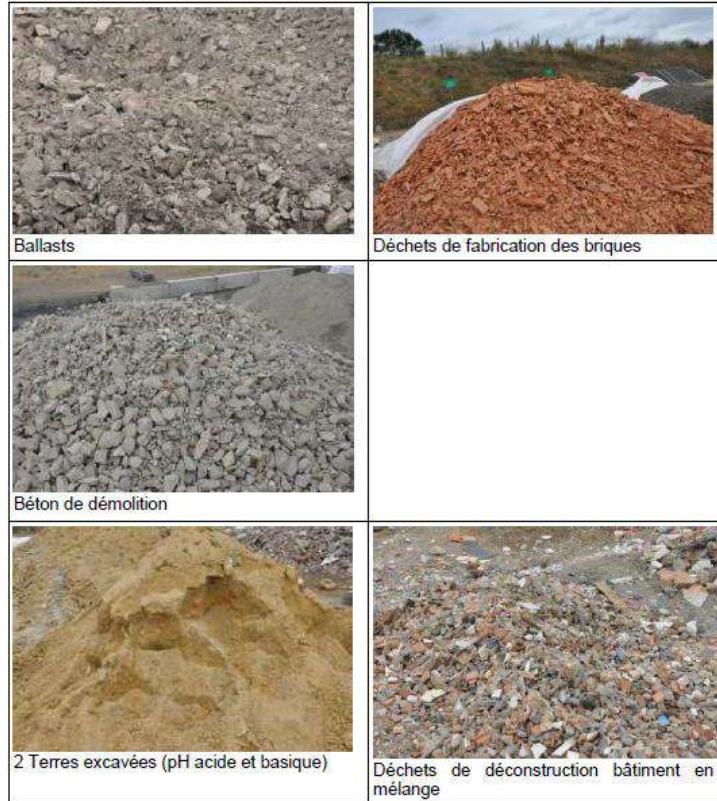 Ballasts
Déchets de fabrication des briques
Béton de démolition
2 Terres excavées (pH acide et basique)
Déchets de déconstruction bâtiment en
mélange